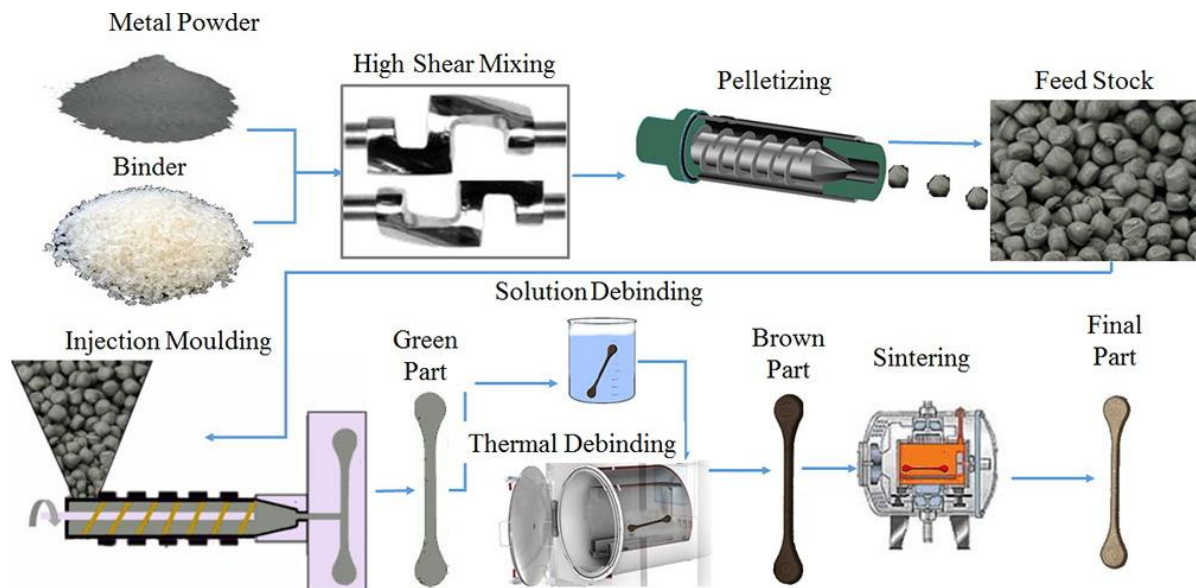 Metal Powder
High Shear Mixing
Pelletizing
Feed Stock
Binder
Solution Debinding
Injection Moulding
Green
Part
Brown
Part
Sintering
Final
Part
Thermal Debinding